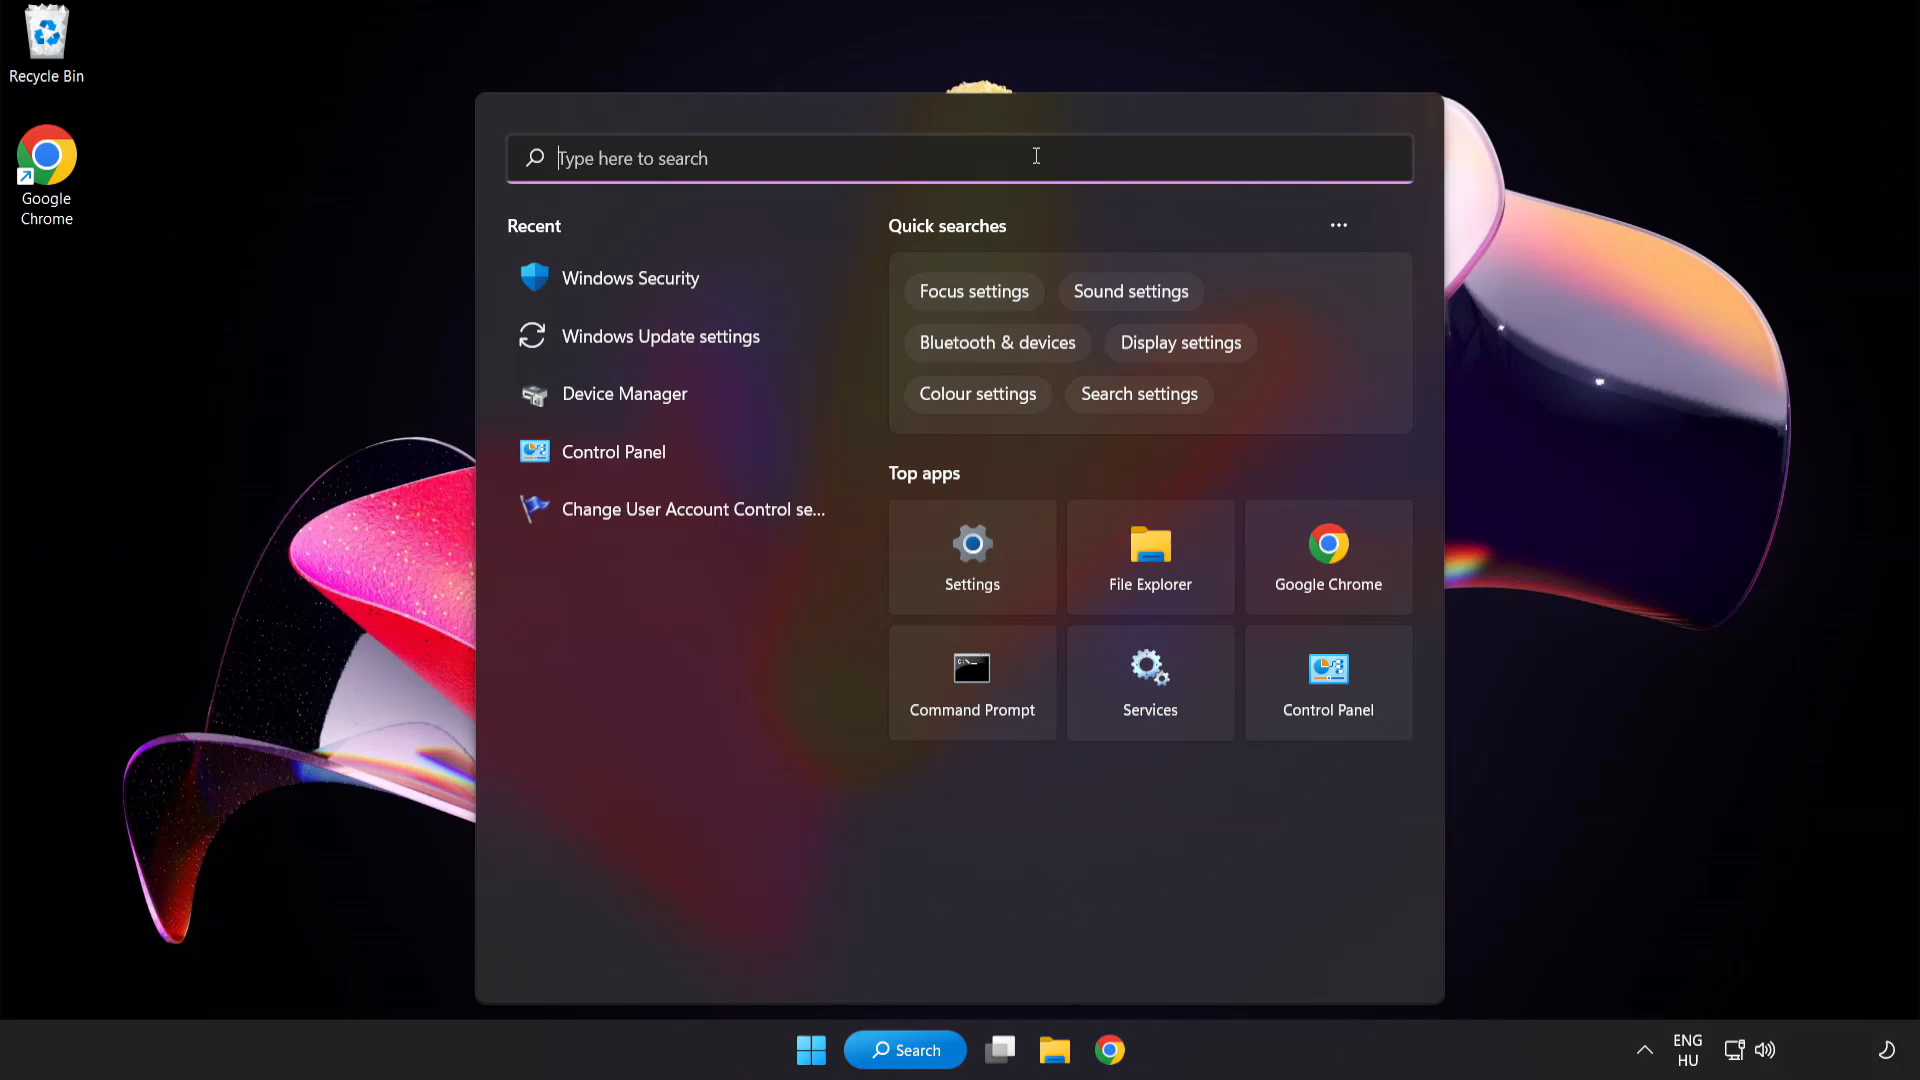 Recycle Bin
Google
Chrome
Type here to search
Recent
Windows Security
Windows Update settings
Device Manager
Control Panel
Change User Account Control se...
Quick searches
Focus settings
Sound settings
Bluetooth & devices
Display settings
Colour settings
Search settings
Top apps
Settings
File Explorer
Google Chrome
Command Prompt
Services
Control Panel
Search
ENG
HU